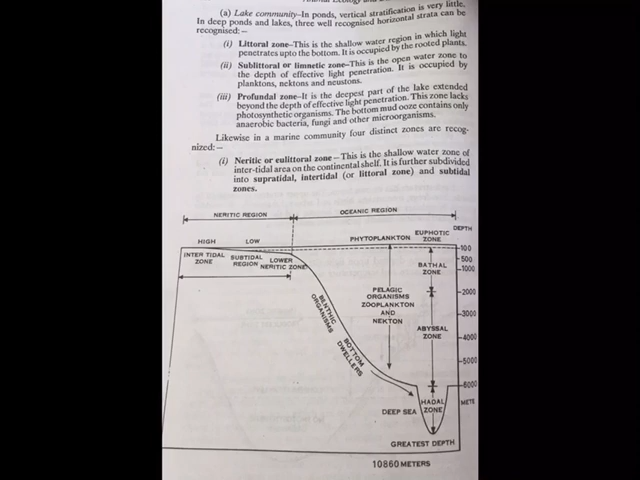 (a) Lake community–In ponds, vertical stratification is very little.
In deep ponds and lakes, three well recognised horizontal strata can be
recognised:–
(i) Littoral zone–This is the shallow water region in which light
penetrates upto the bottom. It is occupied by the rooted plants.
(ii) Sublittoral or limnetic zone–This is the open water zone to
the depth of effective light penetration. It is occupied by
planktons, nektons and neustons.
(iii) Profundal zone–It is the deepest part of the lake extended
beyond the depth of effective light penetration. This zone lacks
photosynthetic organisms. The bottom mud ooze contains only
anaerobic bacteria, fungi and other microorganisms.
Likewise in a marine community four distinct zones are recog-
nized:–
(i) Neritic or eulittoral zone–This is the shallow water zone of
inter-tidal area on the continental shelf. It is further subdivided
into supratidal, intertidal (or littoral zone) and subtidal
zones.
NERITIC REGION
OCEANIC REGION
HIGH
LOW
PHYTOPLANKTON
EUPHOTIC
ZONE
DEPTH
INTER TIDAL
ZONE
SUBTIDAL
REGION
LOWER
NERITIC ZONE
100
500
1000
BATHAL
ZONE
2000
PELAGIC
ORGANISMS
ZOOPLANKTON
AND
NEKTON
BENTHIC
ORGANISMS
BOTTOM
DWELLERS
3000
ABYSSAL
ZONE
4000
5000
6000
HADAL
ZONE
METE
DEEP SEA
GREATEST DEPTH
10860 METERS